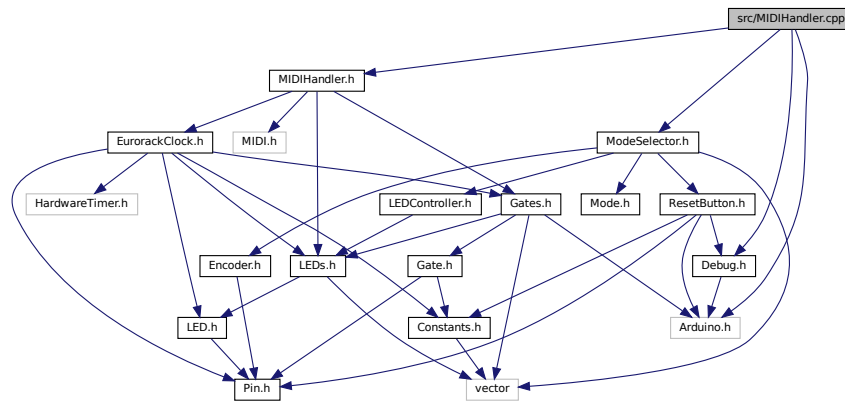 src/MIDIHandler.cpp
MIDIHandler.h
EurorackClock.h
MIDI.h
ModeSelector.h
HardwareTimer.h
LEDController.h
Gates.h
Mode.h
ResetButton.h
Encoder.h
LEDs.h
Gate.h
Debug.h
LED.h
Constants.h
Arduino.h
Pin.h
vector